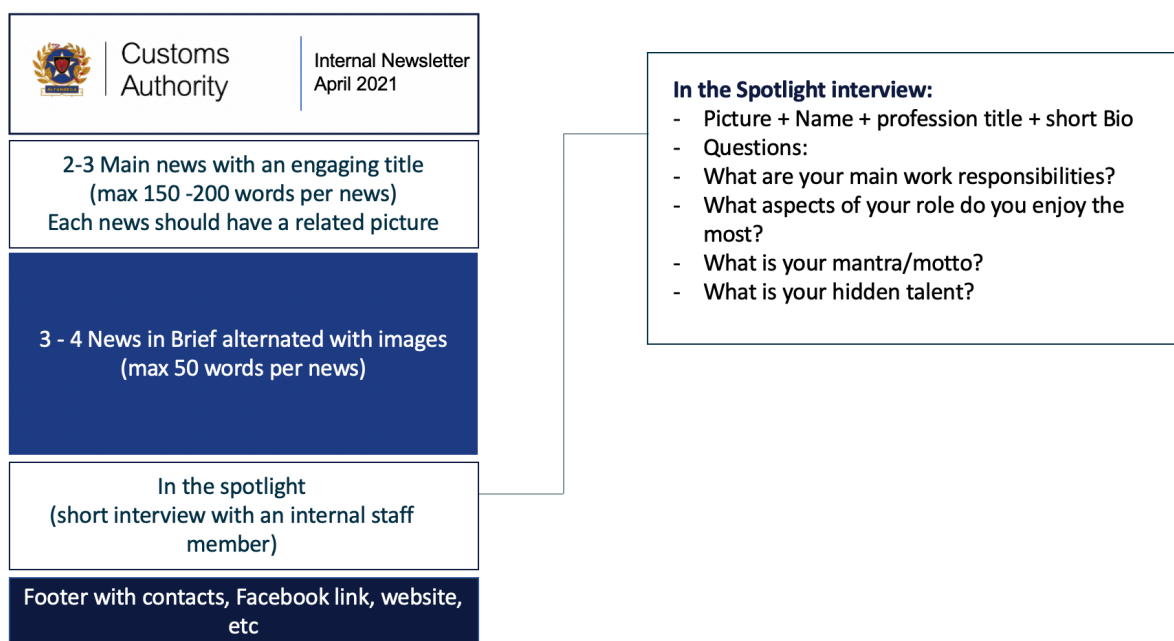 Customs
Authority
Internal Newsletter
April 2021
2-3 Main news with an engaging title
(max 150 -200 words per news)
Each news should have a related picture
3 - 4 News in Brief alternated with images
(max 50 words per news)
In the spotlight
(short interview with an internal staff
member)
Footer with contacts, Facebook link, website,
etc
In the Spotlight interview:
- Picture + Name + profession title + short Bio
- Questions:
- What are your main work responsibilities?
- What aspects of your role do you enjoy the
most?
- What is your mantra/motto?
- What is your hidden talent?